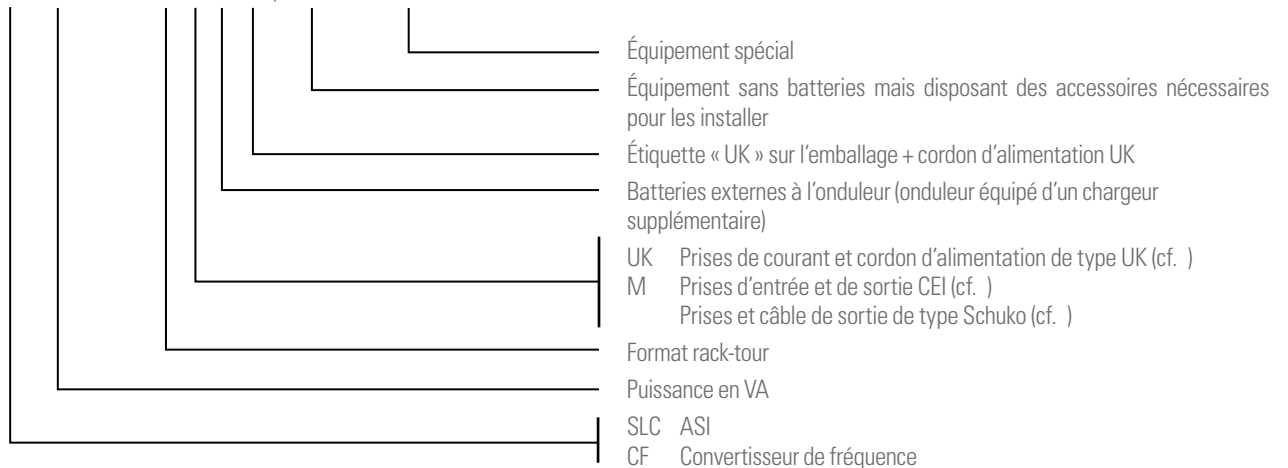 Équipement spécial
Équipement sans batteries mais disposant des accessoires nécessaires
pour les installer
Étiquette « UK » sur l'emballage + cordon d'alimentation UK
Batteries externes à l'onduleur (onduleur équipé d'un chargeur
supplémentaire)
UK Prises de courant et cordon d'alimentation de type UK (cf. )
M Prises d'entrée et de sortie CEI (cf. )
Prises et câble de sortie de type Schuko (cf. )
Format rack-tour
Puissance en VA
SLC ASI
CF Convertisseur de fréquence